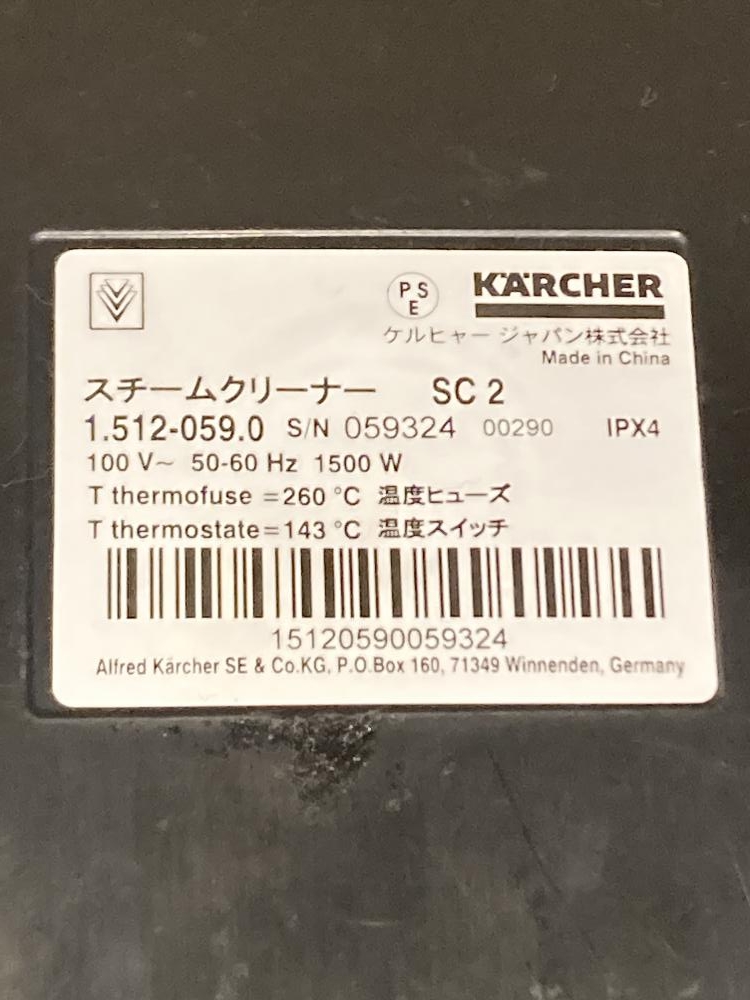 PS
E
KÄRCHER
ケルヒャー ジャパン株式会社
Made in China
スチームクリーナー SC 2
1.512-059.0 S/N 059324 00290 IPX4
100 V~ 50-60 Hz 1500 W
T thermofuse =260 °C 温度ヒューズ
T thermostate=143 °C 温度スイッチ
15120590059324
Alfred Kärcher SE & Co.KG, P.O.Box 160, 71349 Winnenden, Germany